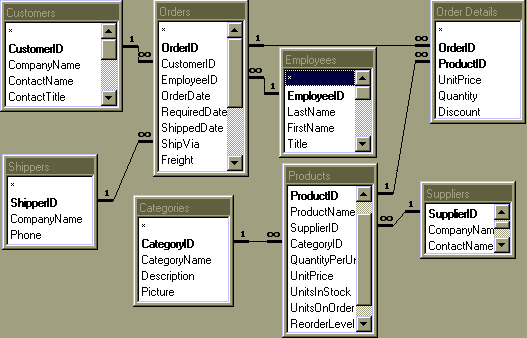 Customers
*
CustomerID
CompanyName
ContactName
ContactTitle
Orders
*
OrderID
CustomerID
EmployeeID
OrderDate
RequiredDate
ShippedDate
ShipVia
Freight
Employees
*
EmployeeID
LastName
FirstName
Title
Order Details
*
OrderID
ProductID
UnitPrice
Quantity
Discount
Shippers
*
ShipperID
CompanyName
Phone
Categories
*
CategoryID
CategoryName
Description
Picture
Products
ProductID
ProductName
SupplierID
CategoryID
QuantityPerUn
UnitPrice
UnitsInStock
UnitsOnOrder
ReorderLevel
Suppliers
SupplierID
CompanyName
ContactName
1
∞
1
∞
∞
1
1
∞
∞
1
1
∞
1
∞